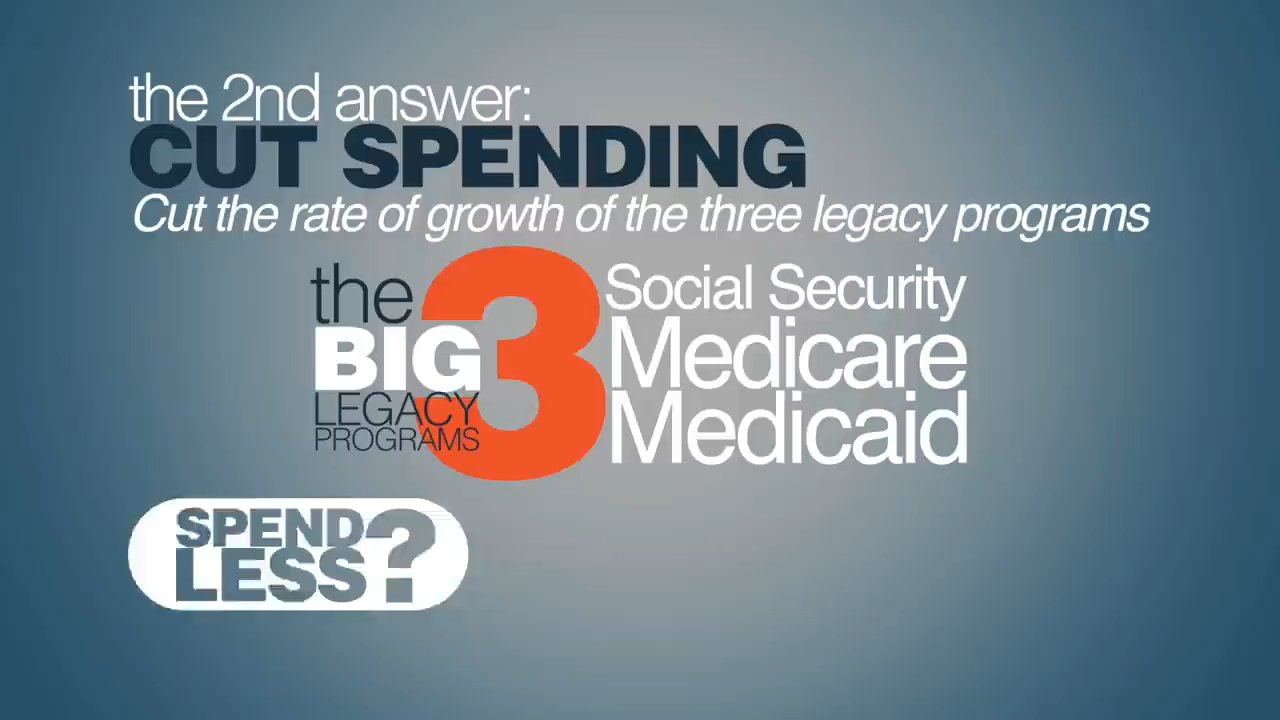 the 2nd answer:
CUT SPENDING
Cut the rate of growth of the three legacy programs
the
BIG
LEGACY
PROGRAMS
3
Social Security
Medicare
Medicaid
SPEND
LESS?